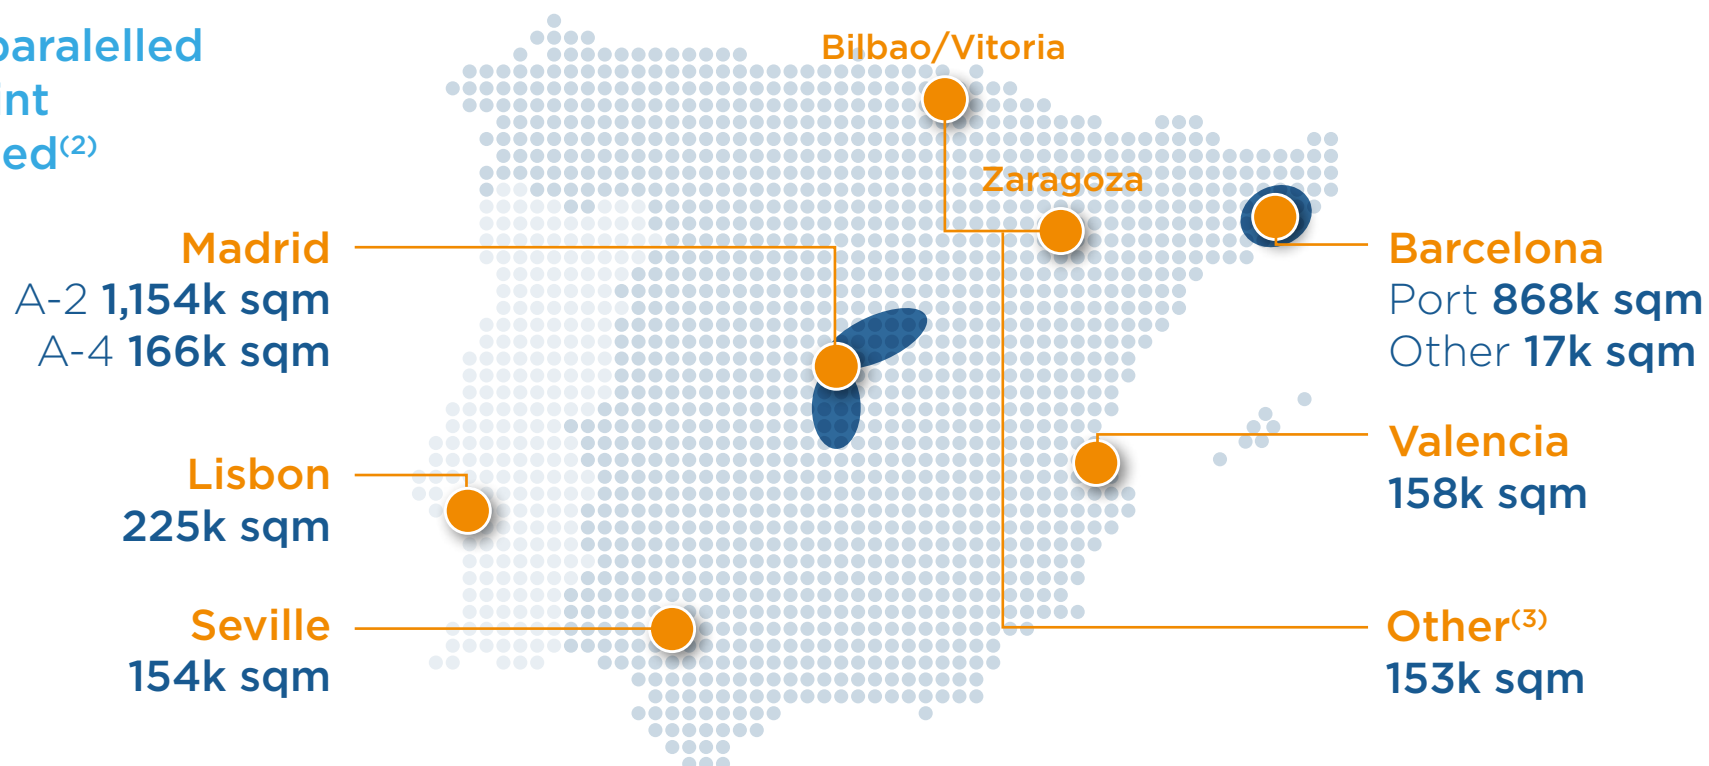 paralelled
int
ed(2)
Bilbao/Vitoria
Zaragoza
Madrid
A-2 1,154k sqm
A-4 166k sqm
Lisbon
225k sqm
Seville
154k sqm
Barcelona
Port 868k sqm
Other 17k sqm
Valencia
158k sqm
Other(3)
153k sqm